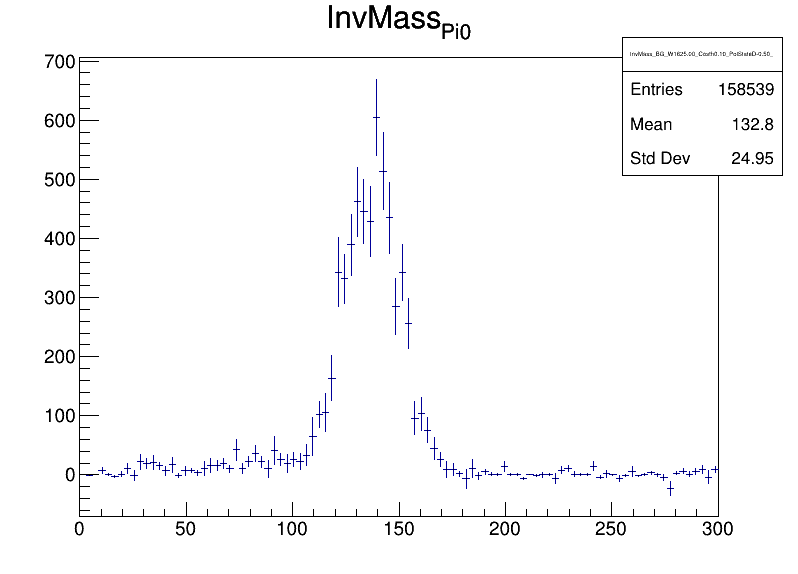 InvMass_Pi0
InvMass_BG_W1625.00_Costh0.10_PolStateD-0.50_
Entries 158539
Mean 132.8
Std Dev 24.95
700
600
500
400
300
200
100
0
0 50 100 150 200 250 300